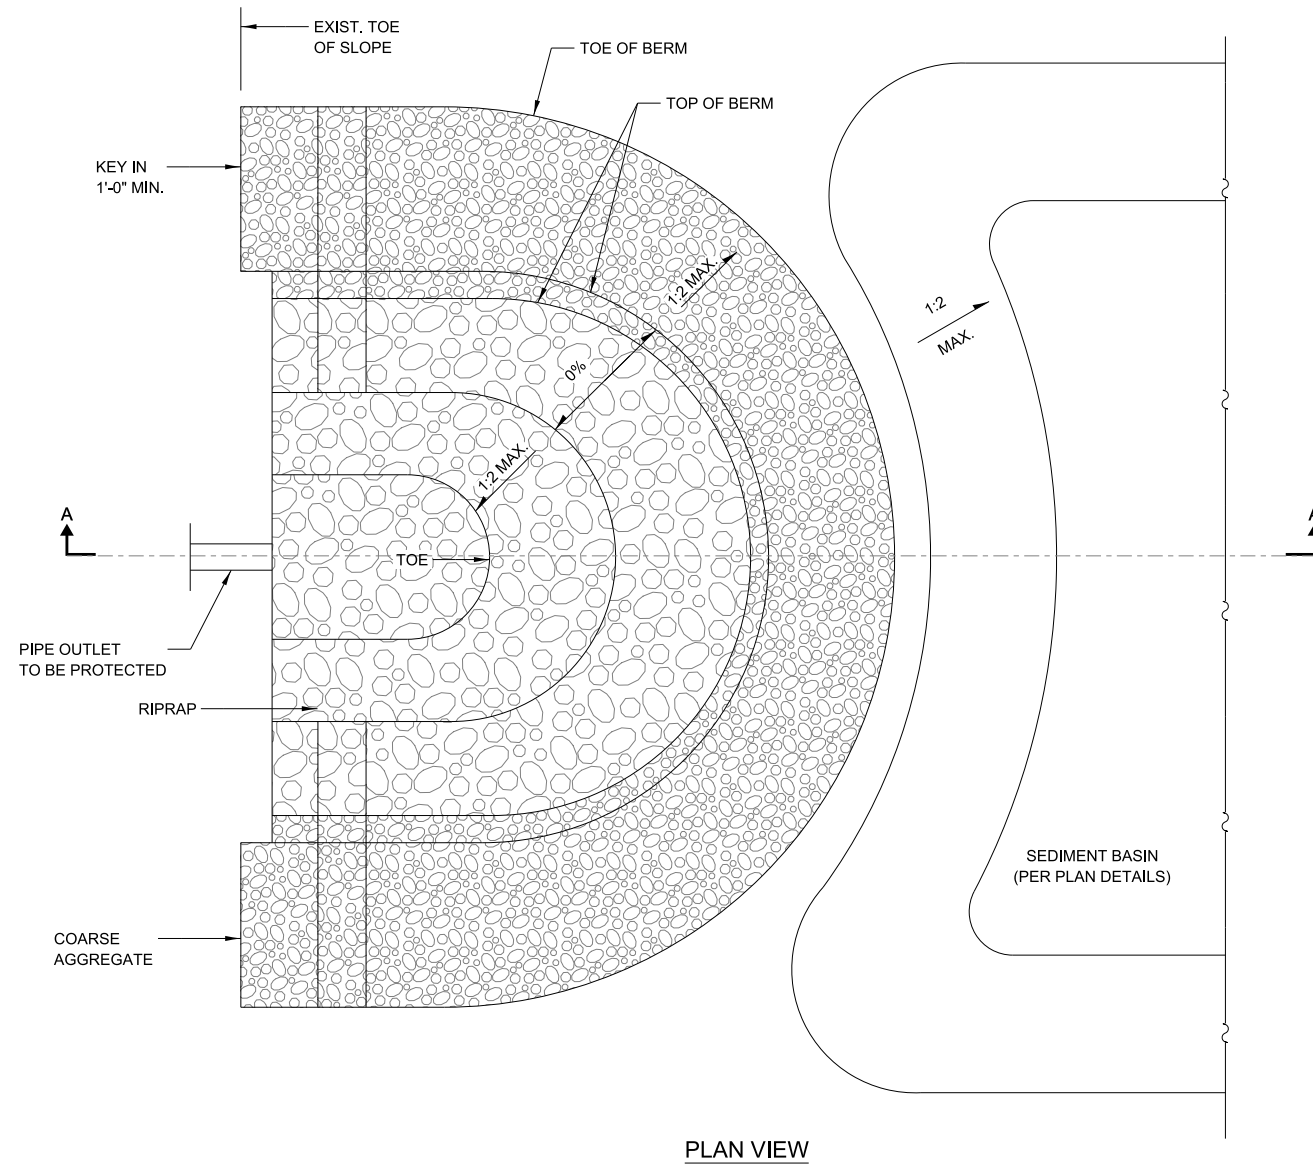 EXIST. TOE
OF SLOPE
TOE OF BERM
TOP OF BERM
KEY IN
1'-0" MIN.
1:2 MAX.
1:2
MAX.
0%
1:2 MAX.
A
TOE
A
PIPE OUTLET
TO BE PROTECTED
RIPRAP
SEDIMENT BASIN
(PER PLAN DETAILS)
COARSE
AGGREGATE
PLAN VIEW